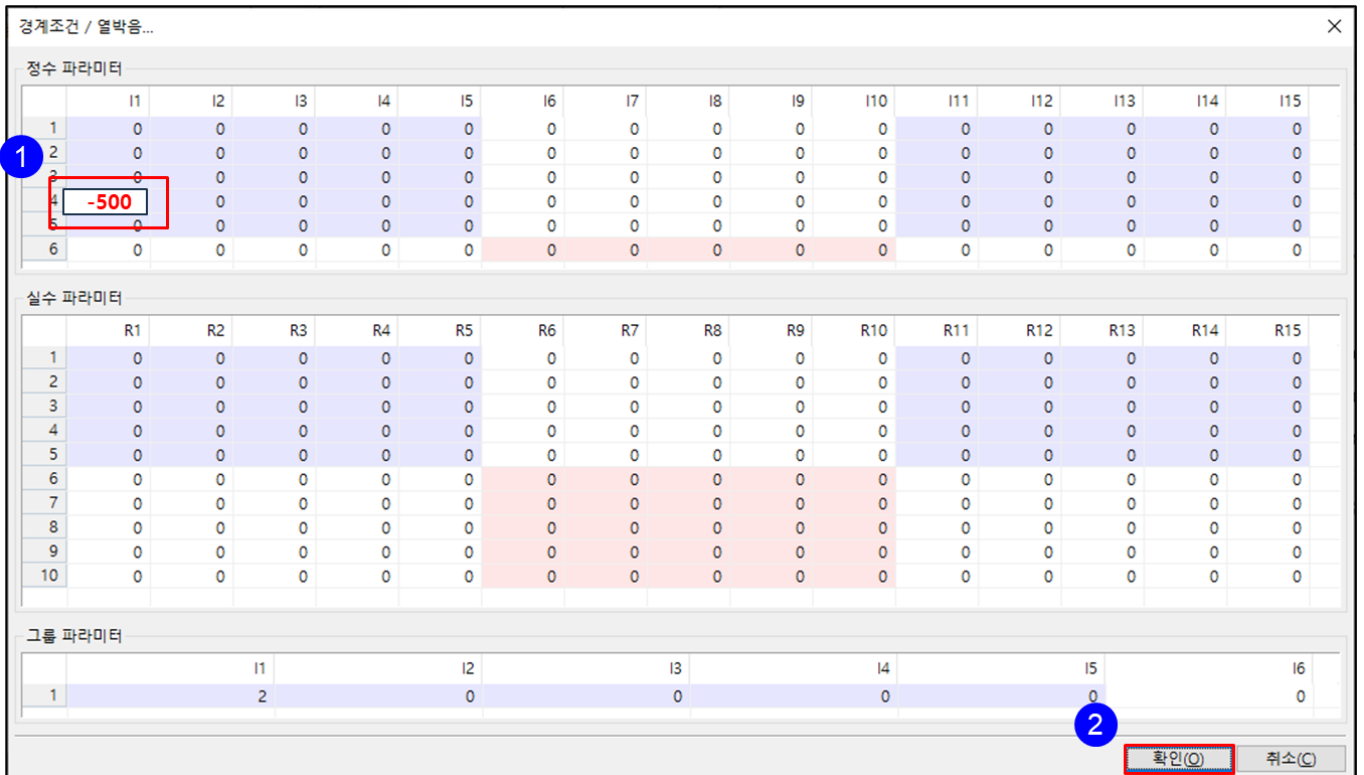 경계조건 / 열박음...
정수 파라미터
I1 I2 I3 I4 I5 I6 I7 I8 I9 I10 I11 I12 I13 I14 I15
1 0 0 0 0 0 0 0 0 0 0 0 0 0 0 0
1
2 0 0 0 0 0 0 0 0 0 0 0 0 0 0 0
3 0 0 0 0 0 0 0 0 0 0 0 0 0 0 0
4 -500 0 0 0 0 0 0 0 0 0 0 0 0 0 0
5 0 0 0 0 0 0 0 0 0 0 0 0 0 0 0
6 0 0 0 0 0 0 0 0 0 0 0 0 0 0 0
실수 파라미터
R1 R2 R3 R4 R5 R6 R7 R8 R9 R10 R11 R12 R13 R14 R15
1 0 0 0 0 0 0 0 0 0 0 0 0 0 0 0
2 0 0 0 0 0 0 0 0 0 0 0 0 0 0 0
3 0 0 0 0 0 0 0 0 0 0 0 0 0 0 0
4 0 0 0 0 0 0 0 0 0 0 0 0 0 0 0
5 0 0 0 0 0 0 0 0 0 0 0 0 0 0 0
6 0 0 0 0 0 0 0 0 0 0 0 0 0 0 0
7 0 0 0 0 0 0 0 0 0 0 0 0 0 0 0
8 0 0 0 0 0 0 0 0 0 0 0 0 0 0 0
9 0 0 0 0 0 0 0 0 0 0 0 0 0 0 0
10 0 0 0 0 0 0 0 0 0 0 0 0 0 0 0
그룹 파라미터
I1 I2 I3 I4 I5 I6
1 2 0 0 0 0 0
2
확인(O) 취소(C)